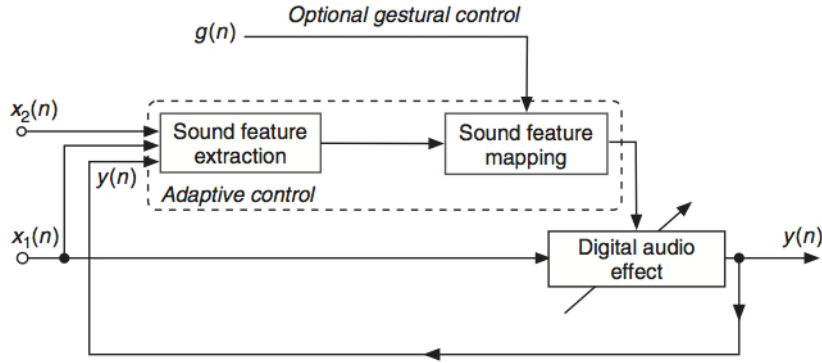 Optional gestural control
g(n)
x₂(n)
Sound feature
extraction
Sound feature
mapping
y(n)
Adaptive control
x₁(n)
Digital audio
effect
y(n)